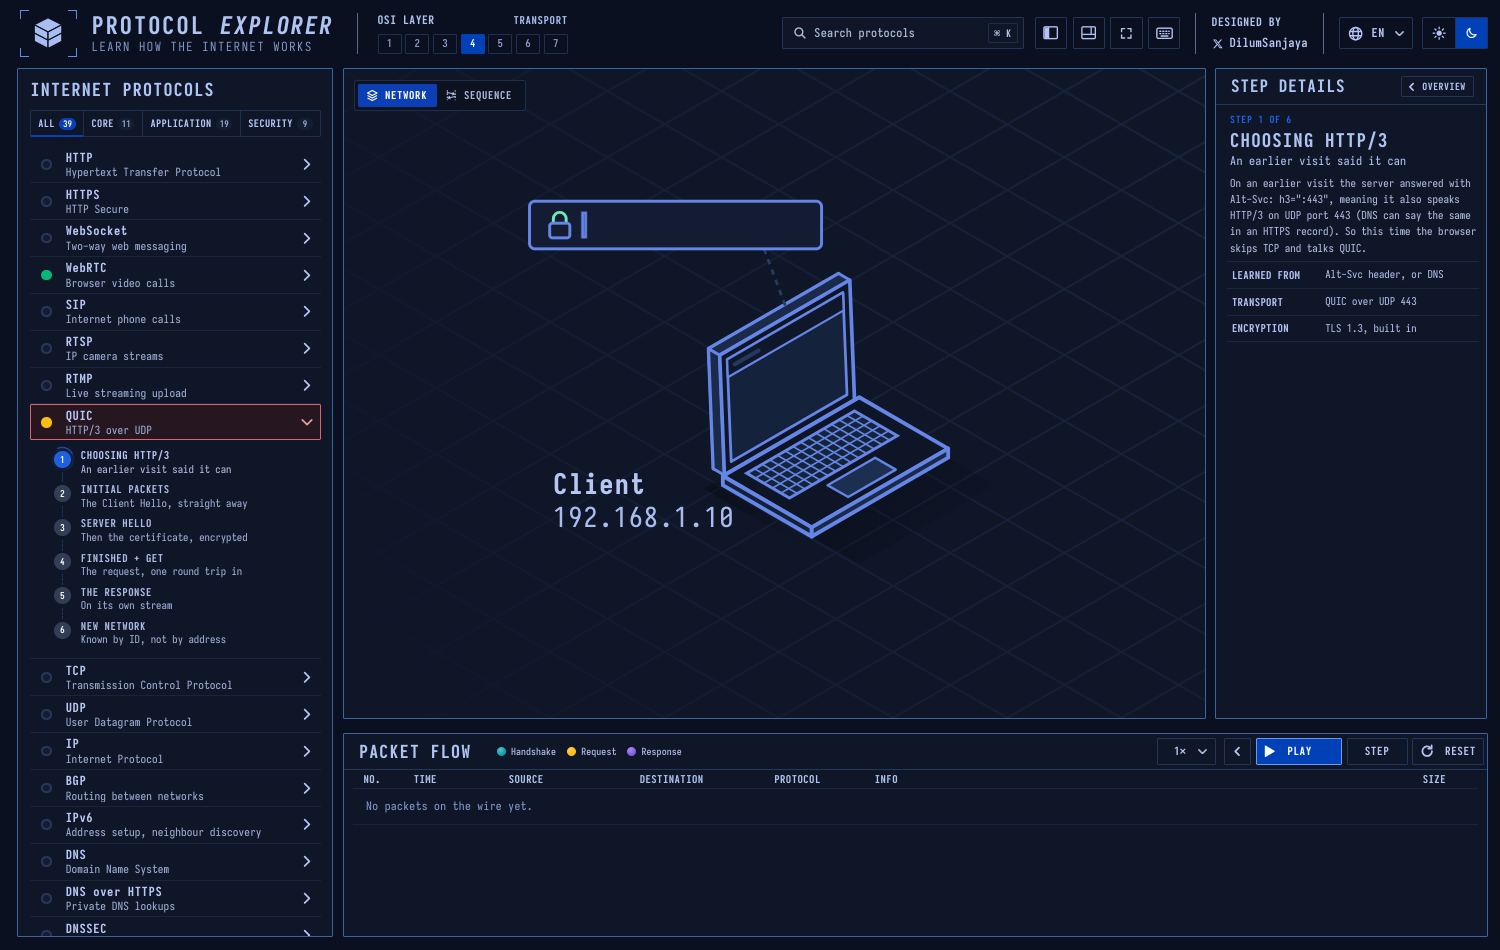 PROTOCOL EXPLORER
LEARN HOW THE INTERNET WORKS
OSI LAYER TRANSPORT
1 2 3 4 5 6 7
Search protocols ⌘ K
DESIGNED BY
DilumSanjaya
EN
INTERNET PROTOCOLS
ALL 39 CORE 11 APPLICATION 19 SECURITY 9
HTTP
Hypertext Transfer Protocol
HTTPS
HTTP Secure
WebSocket
Two-way web messaging
WebRTC
Browser video calls
SIP
Internet phone calls
RTSP
IP camera streams
RTMP
Live streaming upload
QUIC
HTTP/3 over UDP
1 CHOOSING HTTP/3
An earlier visit said it can
2 INITIAL PACKETS
The Client Hello, straight away
3 SERVER HELLO
Then the certificate, encrypted
4 FINISHED + GET
The request, one round trip in
5 THE RESPONSE
On its own stream
6 NEW NETWORK
Known by ID, not by address
TCP
Transmission Control Protocol
UDP
User Datagram Protocol
IP
Internet Protocol
BGP
Routing between networks
IPv6
Address setup, neighbour discovery
DNS
Domain Name System
DNS over HTTPS
Private DNS lookups
DNSSEC
NETWORK SEQUENCE
Client
192.168.1.10
STEP DETAILS OVERVIEW
STEP 1 OF 6
CHOOSING HTTP/3
An earlier visit said it can
On an earlier visit the server answered with
Alt-Svc: h3=":443", meaning it also speaks
HTTP/3 on UDP port 443 (DNS can say the same
in an HTTPS record). So this time the browser
skips TCP and talks QUIC.
LEARNED FROM Alt-Svc header, or DNS
TRANSPORT QUIC over UDP 443
ENCRYPTION TLS 1.3, built in
PACKET FLOW Handshake Request Response 1× PLAY STEP RESET
NO. TIME SOURCE DESTINATION PROTOCOL INFO SIZE
No packets on the wire yet.